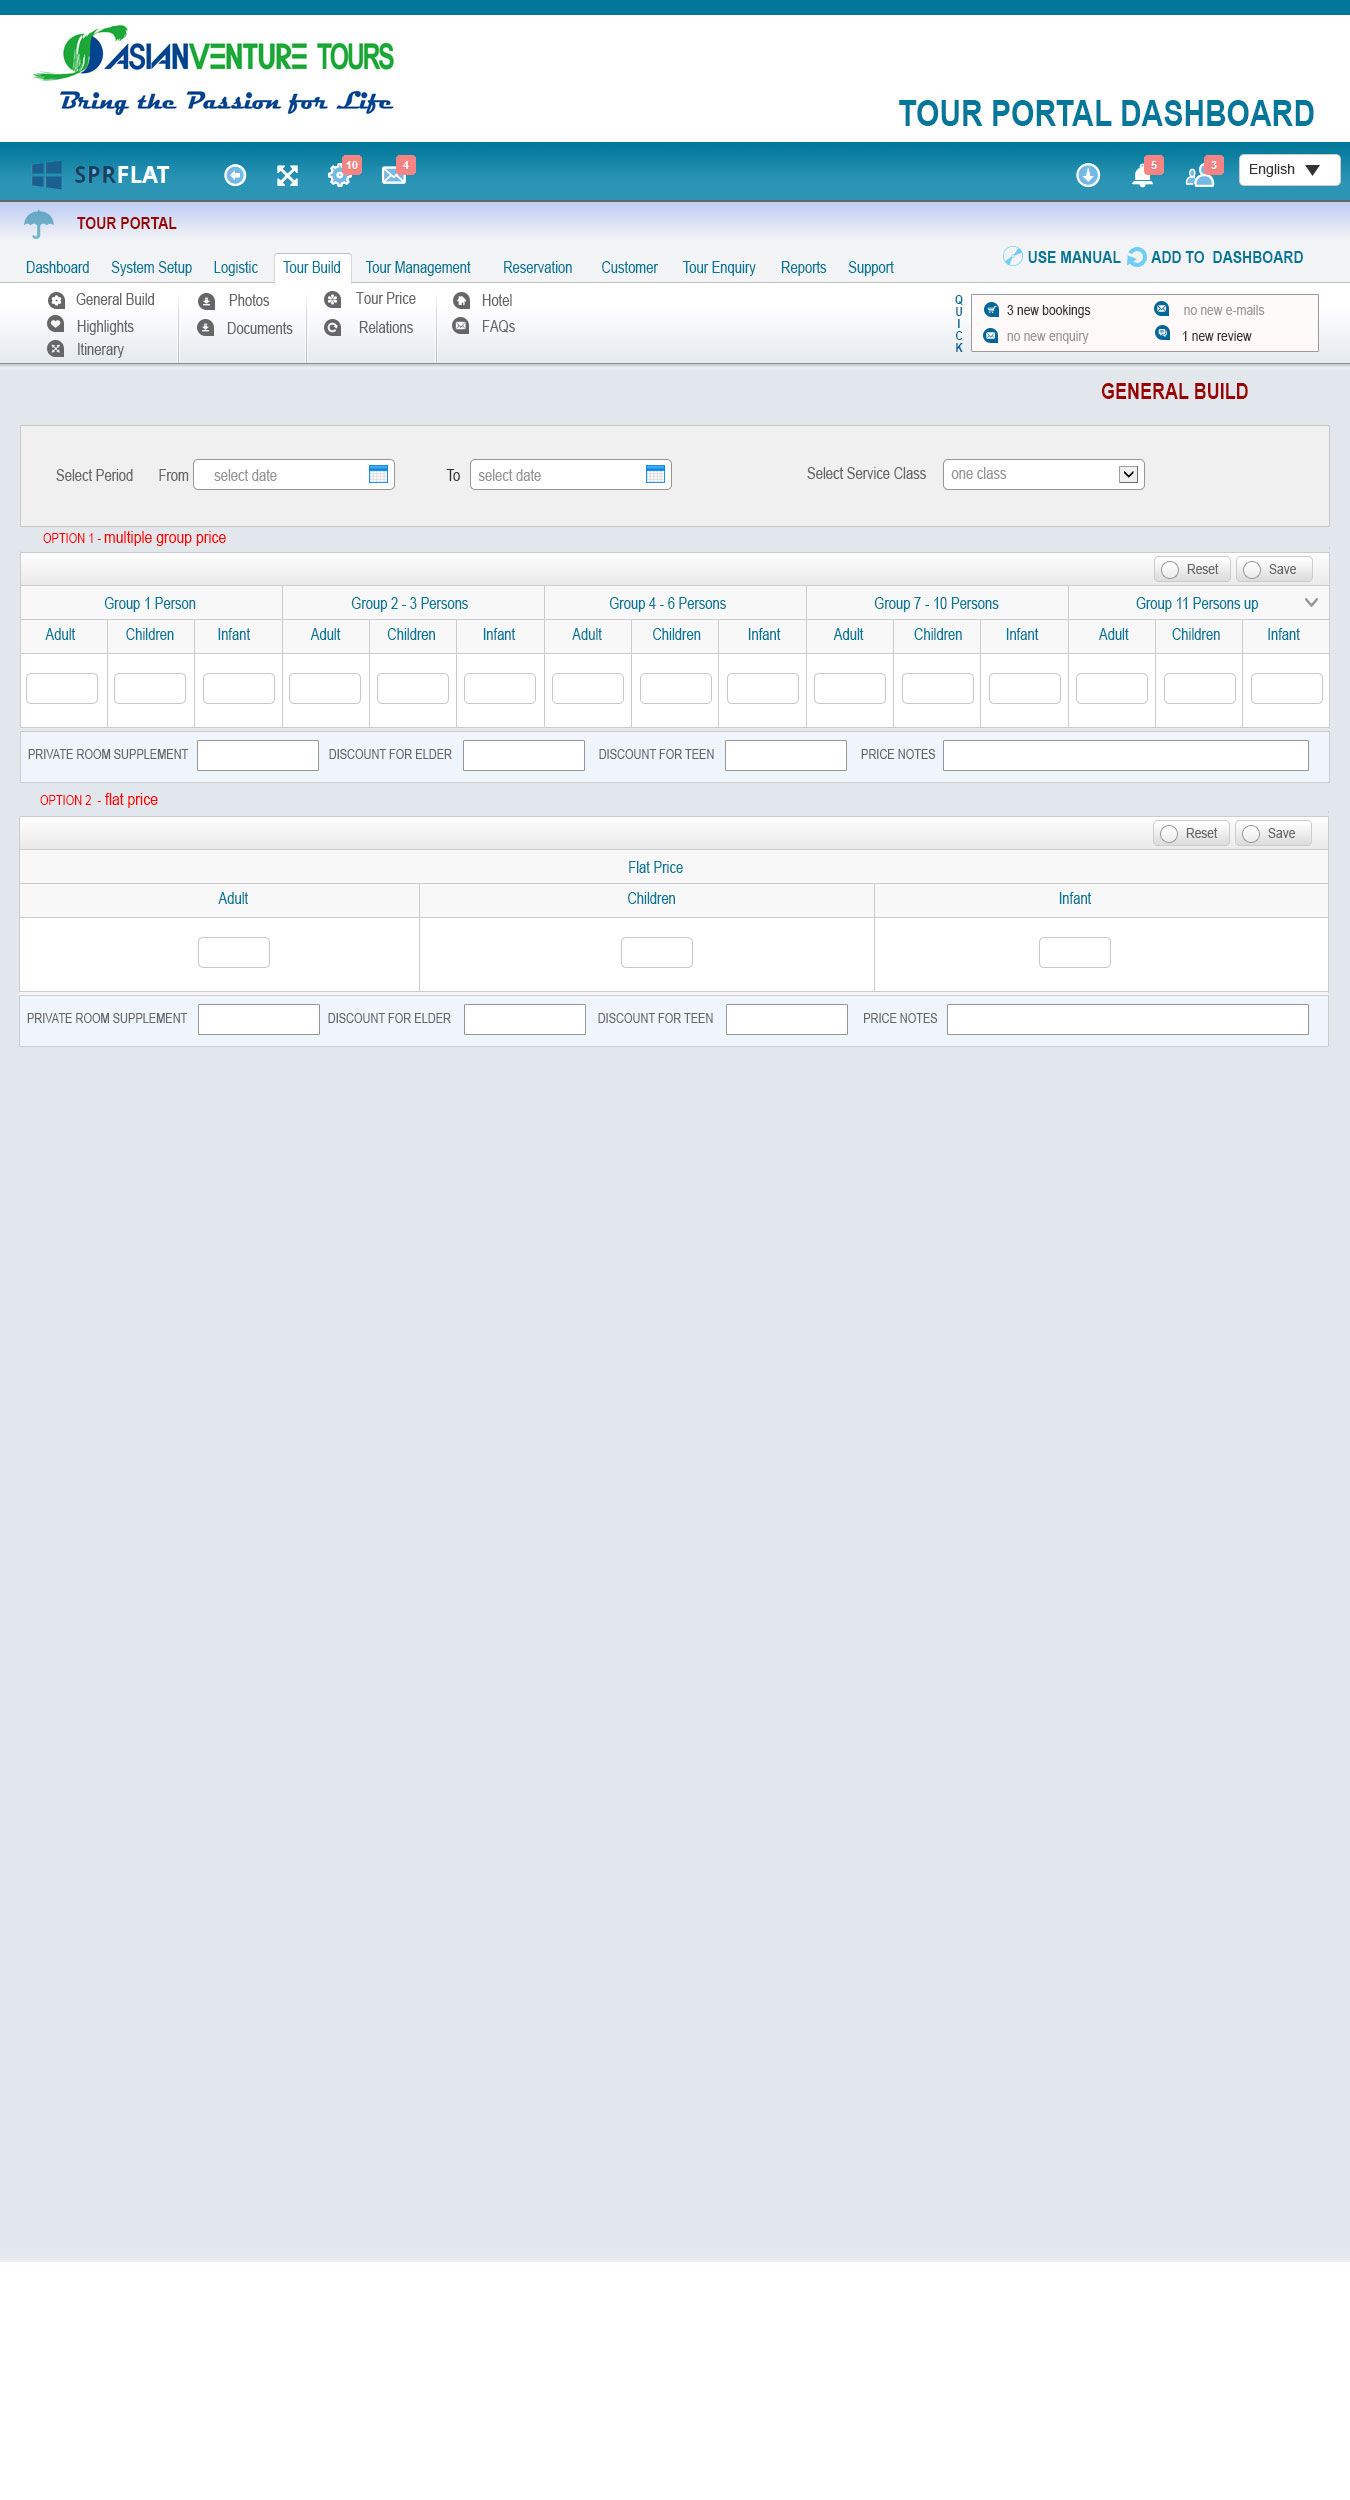 ASIANVENTURE TOURS
Bring the Passion for Life
TOUR PORTAL DASHBOARD
SPRFLAT 10 4 5 3 English
TOUR PORTAL
USE MANUAL ADD TO DASHBOARD
Dashboard System Setup Logistic Tour Build Tour Management Reservation Customer Tour Enquiry Reports Support
General Build Photos Tour Price Hotel
Highlights Documents Relations FAQs
Itinerary
QUICK
3 new bookings no new e-mails
no new enquiry 1 new review
GENERAL BUILD
Select Period From select date To select date Select Service Class one class
OPTION 1 - multiple group price
Reset Save
Group 1 Person Group 2 - 3 Persons Group 4 - 6 Persons Group 7 - 10 Persons Group 11 Persons up
Adult Children Infant Adult Children Infant Adult Children Infant Adult Children Infant Adult Children Infant
PRIVATE ROOM SUPPLEMENT DISCOUNT FOR ELDER DISCOUNT FOR TEEN PRICE NOTES
OPTION 2 - flat price
Reset Save
Flat Price
Adult Children Infant
PRIVATE ROOM SUPPLEMENT DISCOUNT FOR ELDER DISCOUNT FOR TEEN PRICE NOTES